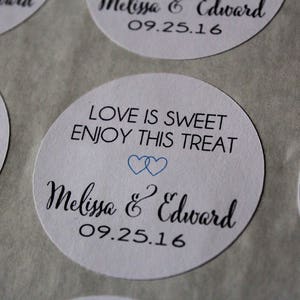 Melissa & Edward
09.25.16
LOVE IS SWEET
ENJOY THIS TREAT
Melissa & Edward
09.25.16